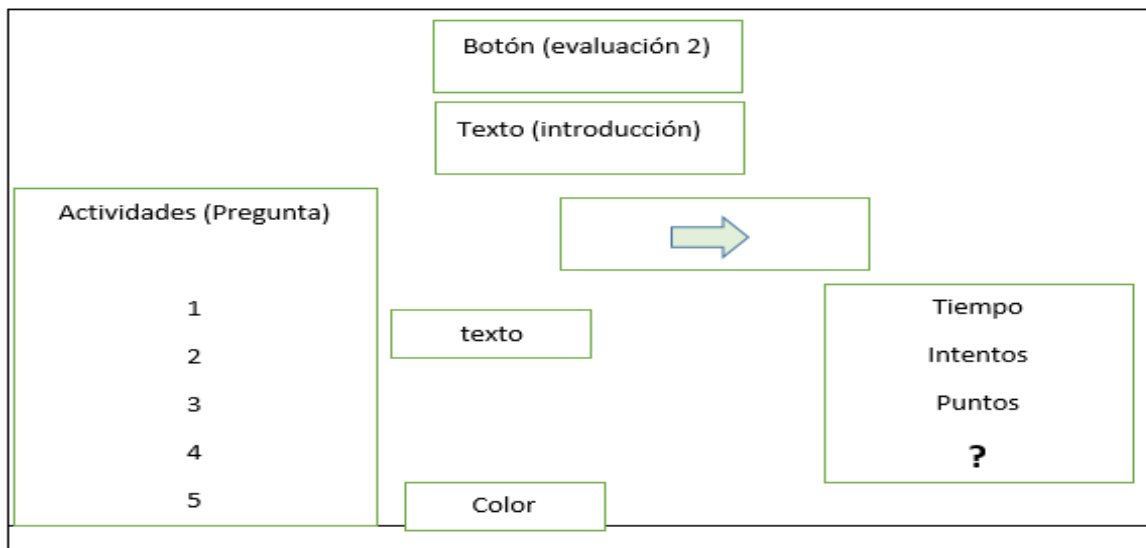 Botón (evaluación 2)
Texto (introducción)
Actividades (Pregunta)
1
2
3
4
5
texto
Color
Tiempo
Intentos
Puntos
?